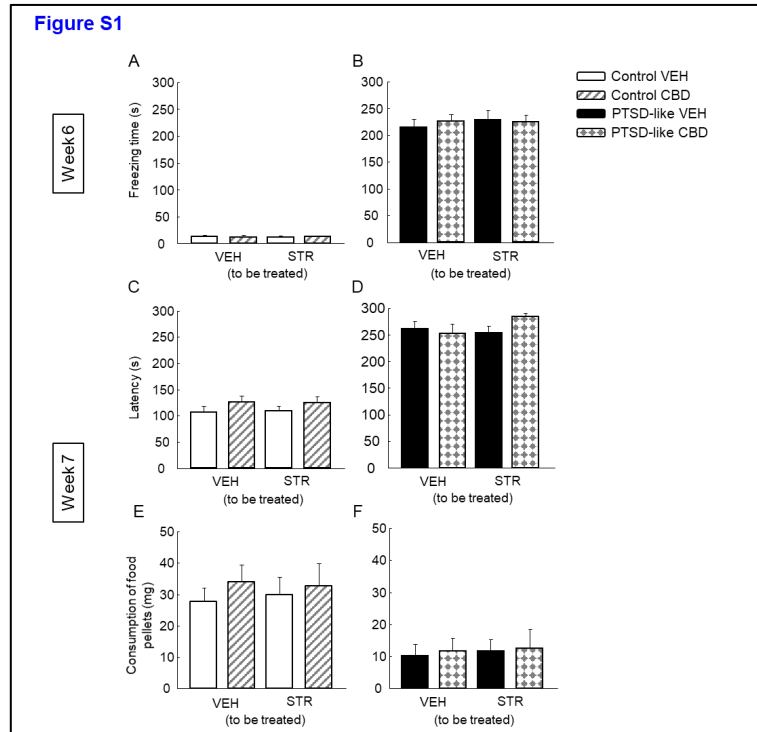 Figure S1
Week6
A
Freezing time (s)
300
250
200
150
100
50
0
VEH
STR
(to be treated)
B
300
250
200
150
100
50
0
VEH
STR
(to be treated)
Control VEH
Control CBD
PTSD-like VEH
PTSD-like CBD
Week7
C
Latency (s)
300
250
200
150
100
50
0
VEH
STR
(to be treated)
D
300
250
200
150
100
50
0
VEH
STR
(to be treated)
E
Consumption of food
pellets (mg)
50
40
30
20
10
0
VEH
STR
(to be treated)
F
50
40
30
20
10
0
VEH
STR
(to be treated)